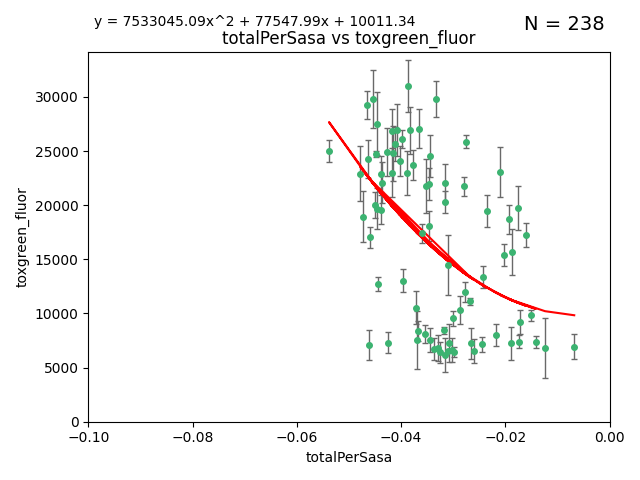 y = 7533045.09x^2 + 77547.99x + 10011.34
N = 238
totalPerSasa vs toxgreen_fluor
toxgreen_fluor
30000
25000
20000
15000
10000
5000
0
−0.10
−0.08
−0.06
−0.04
−0.02
0.00
totalPerSasa